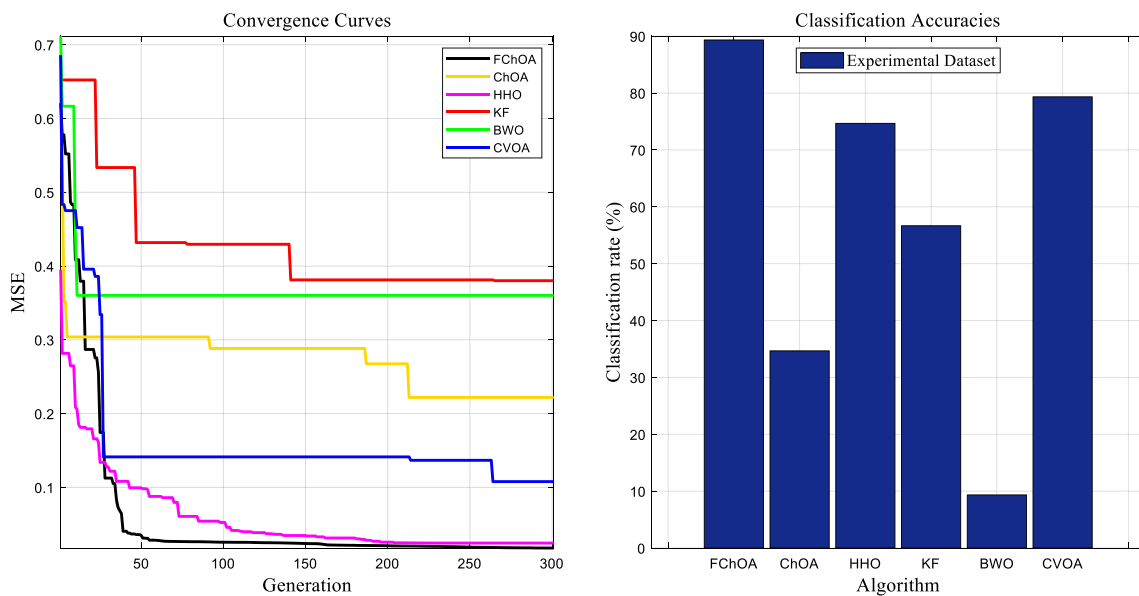 Convergence Curves
0.7
0.6
0.5
0.4
0.3
0.2
0.1
MSE
FChOA
ChOA
HHO
KF
BWO
CVOA
50
100
150
200
250
300
Generation
Classification Accuracies
90
80
70
60
50
40
30
20
10
0
Classification rate (%)
Experimental Dataset
FChOA
ChOA
HHO
KF
BWO
CVOA
Algorithm